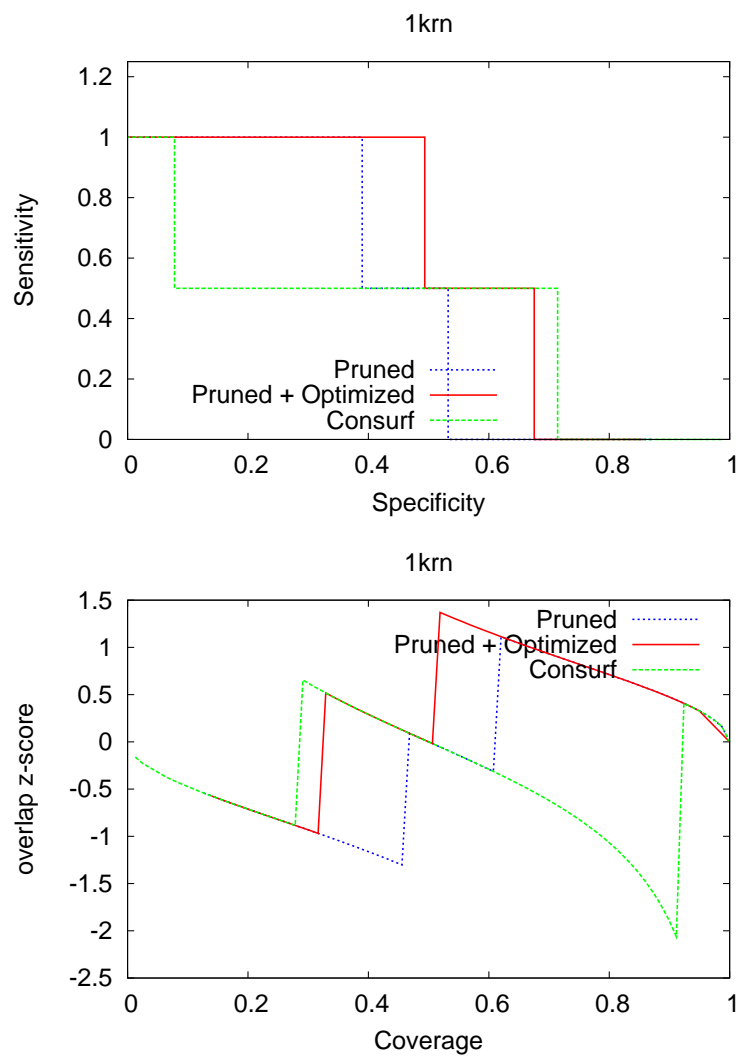 1krn
1.2
1
0.8
0.6
0.4
0.2
0
Sensitivity
Pruned
Pruned + Optimized
Consurf
0 0.2 0.4 0.6 0.8 1
Specificity
1krn
1.5
1
0.5
0
-0.5
-1
-1.5
-2
-2.5
overlap z-score
Pruned
Pruned + Optimized
Consurf
0 0.2 0.4 0.6 0.8 1
Coverage